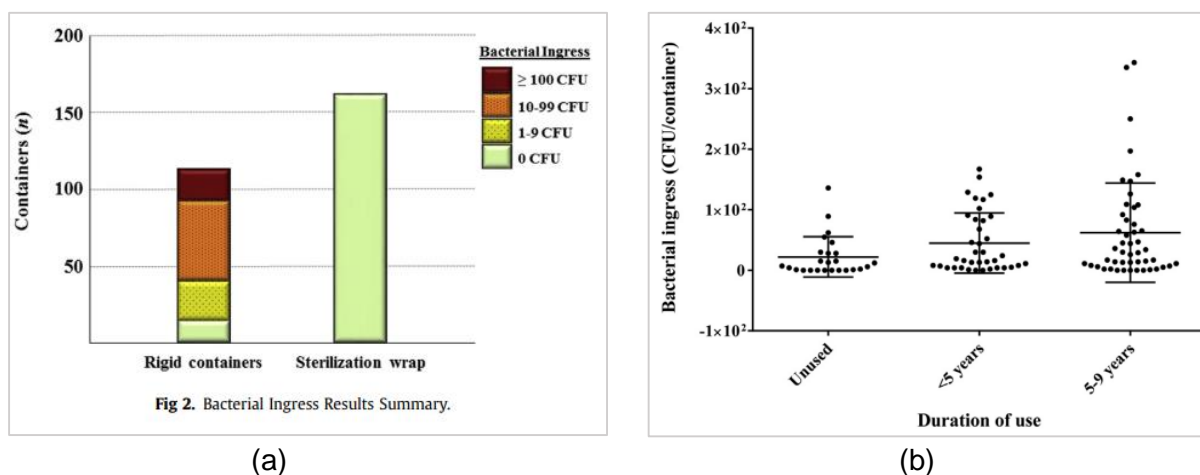 200
150
100
50
Containers (n)
Bacterial Ingress
≥ 100 CFU
10-99 CFU
1-9 CFU
0 CFU
Rigid containers
Sterilization wrap
Fig 2. Bacterial Ingress Results Summary.
(a)
4×10²
3×10²
2×10²
1×10²
0
-1×10²
Bacterial ingress (CFU/container)
Unused
<5 years
5-9 years
Duration of use
(b)